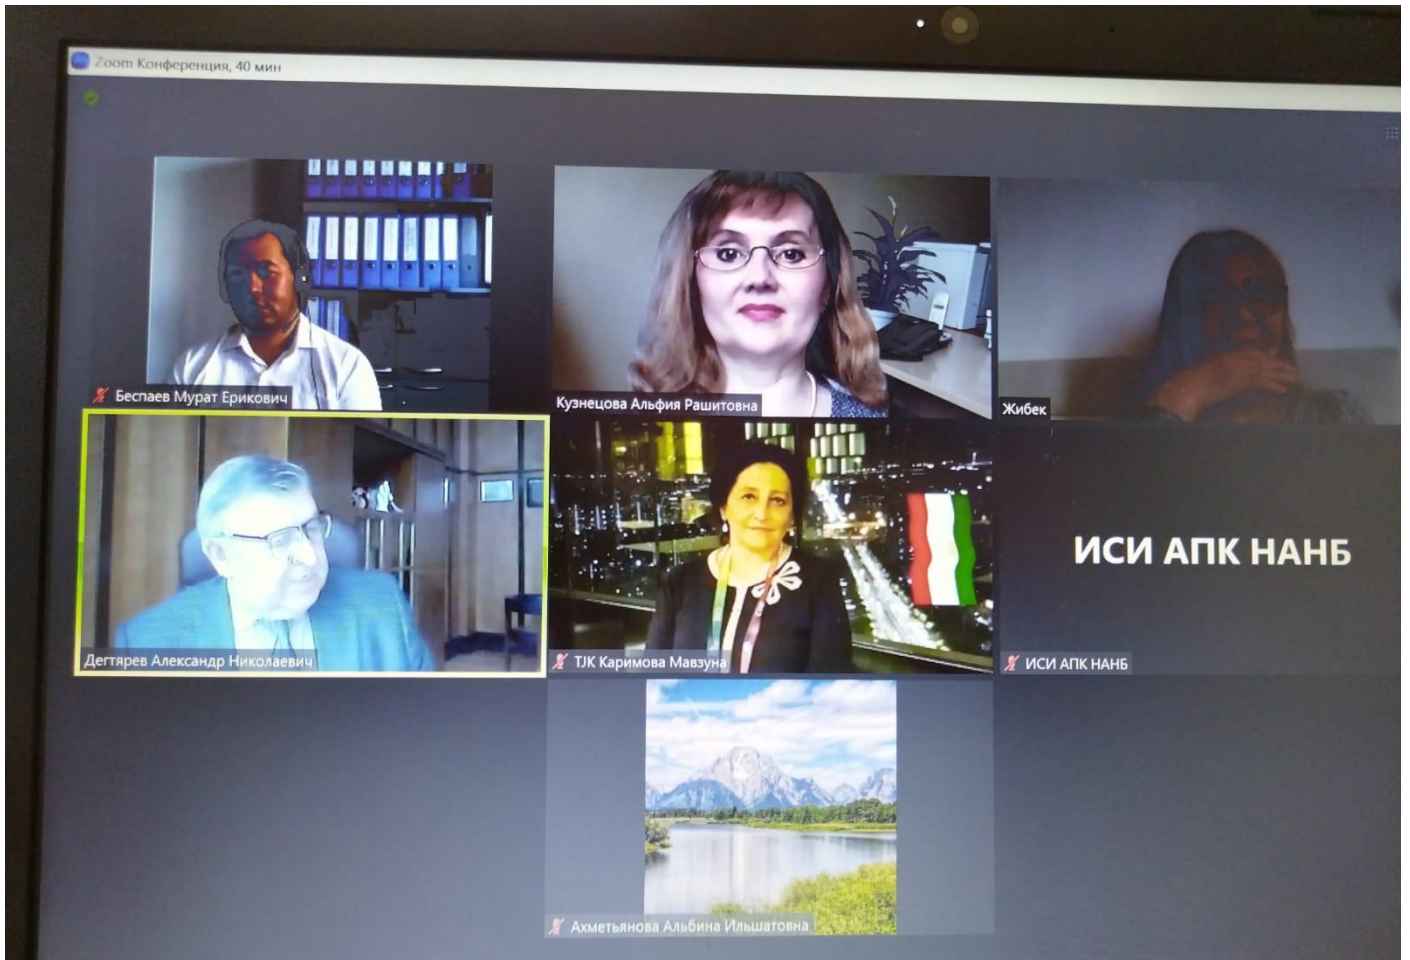 Zoom Конференция, 40 мин
Беспаев Мурат Ерикович
Кузнецова Альфия Рашитовна
Жибек
Дегтярев Александр Николаевич
TJK Каримова Мавзуна
ИСИ АПК НАНБ
ИСИ АПК НАНБ
Ахметьянова Альбина Ильшатовна